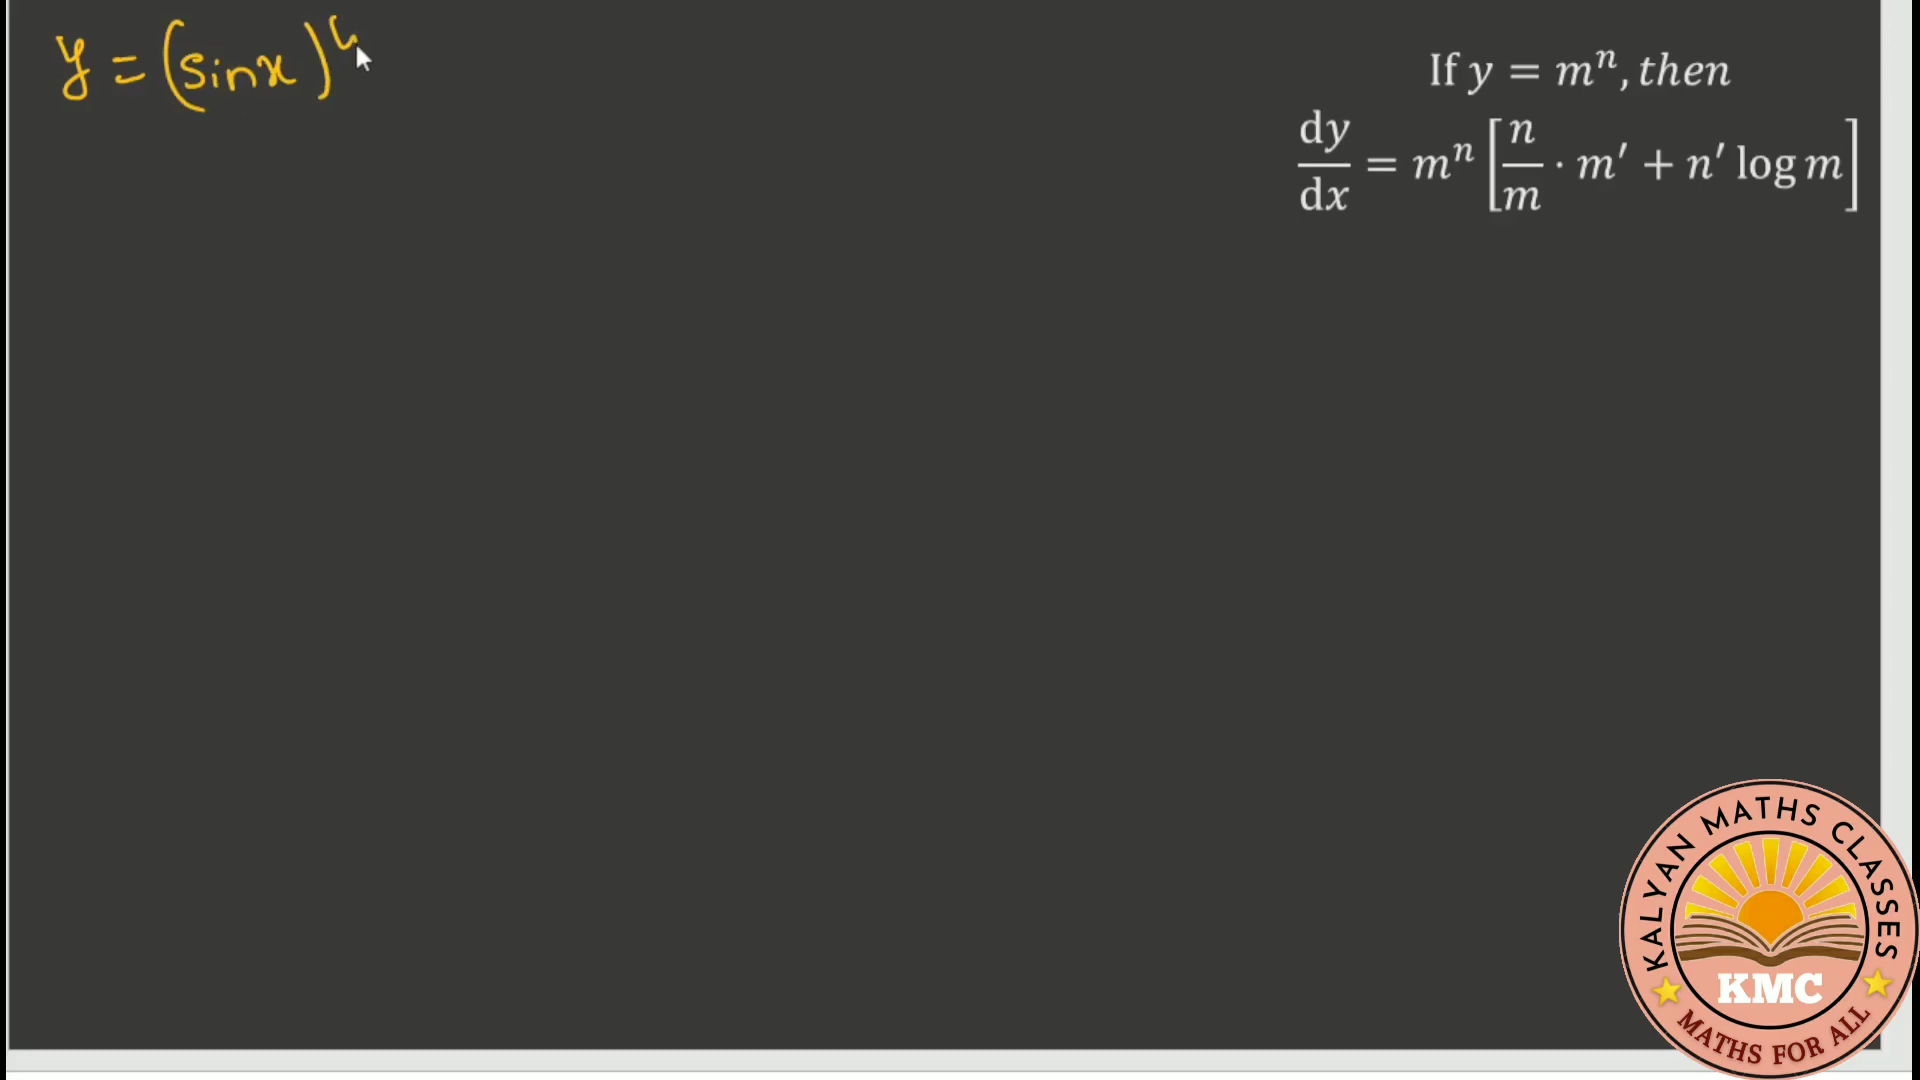 y = (sinx)
If y = mⁿ, then
dy/dx = mⁿ [n/m · m′ + n′ log m]
KALYAN MATHS CLASSES
KMC
MATHS FOR ALL